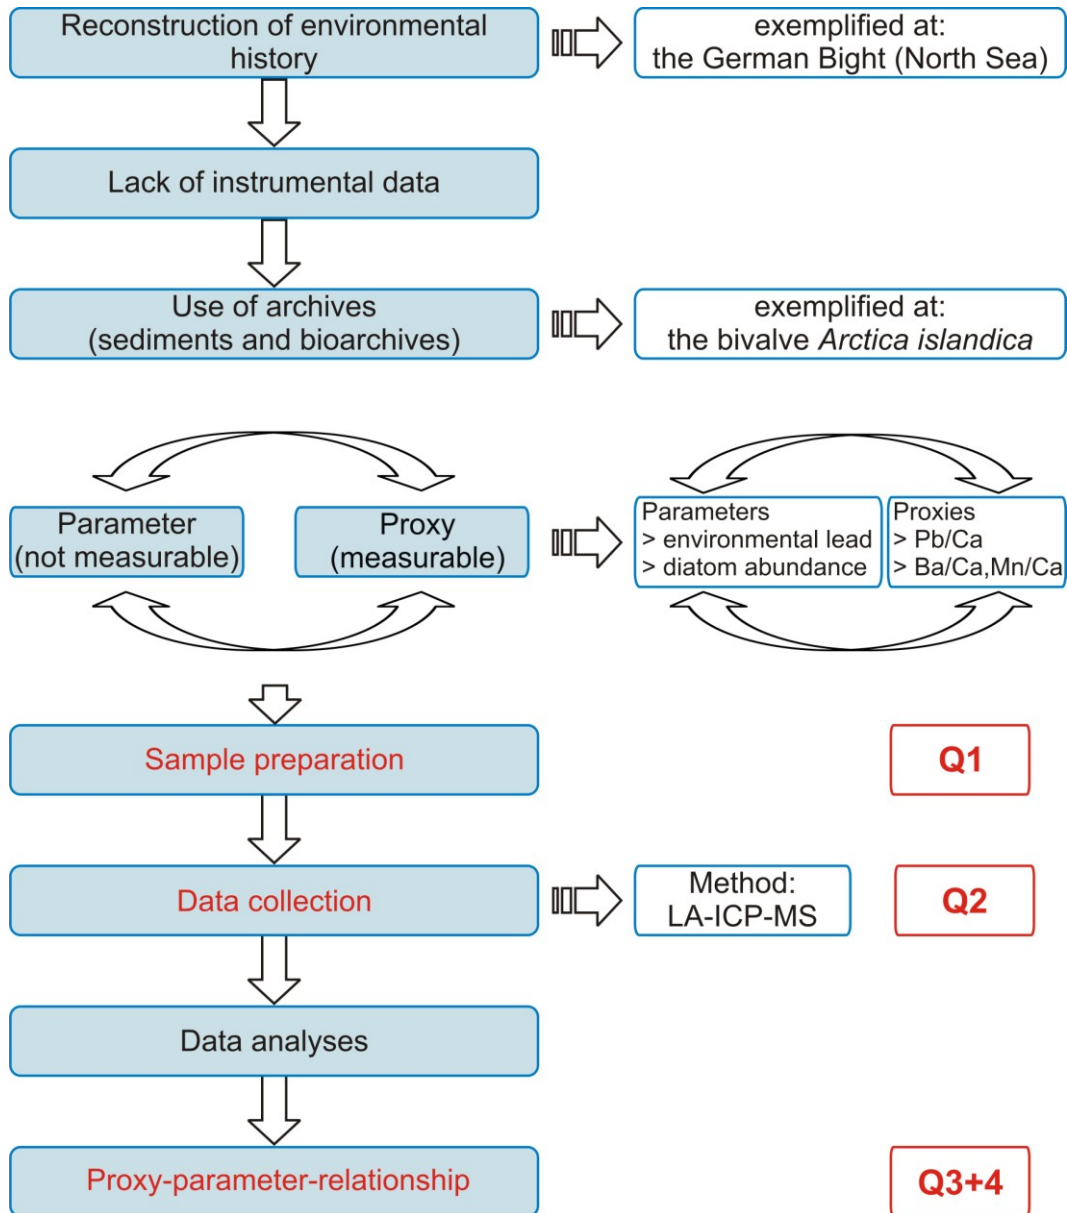 Reconstruction of environmental
history
exemplified at:
the German Bight (North Sea)
Lack of instrumental data
Use of archives
(sediments and bioarchives)
exemplified at:
the bivalve Arctica islandica
Parameter
(not measurable)
Proxy
(measurable)
Parameters
> environmental lead
> diatom abundance
Proxies
> Pb/Ca
> Ba/Ca,Mn/Ca
Sample preparation
Q1
Data collection
Method:
LA-ICP-MS
Q2
Data analyses
Proxy-parameter-relationship
Q3+4